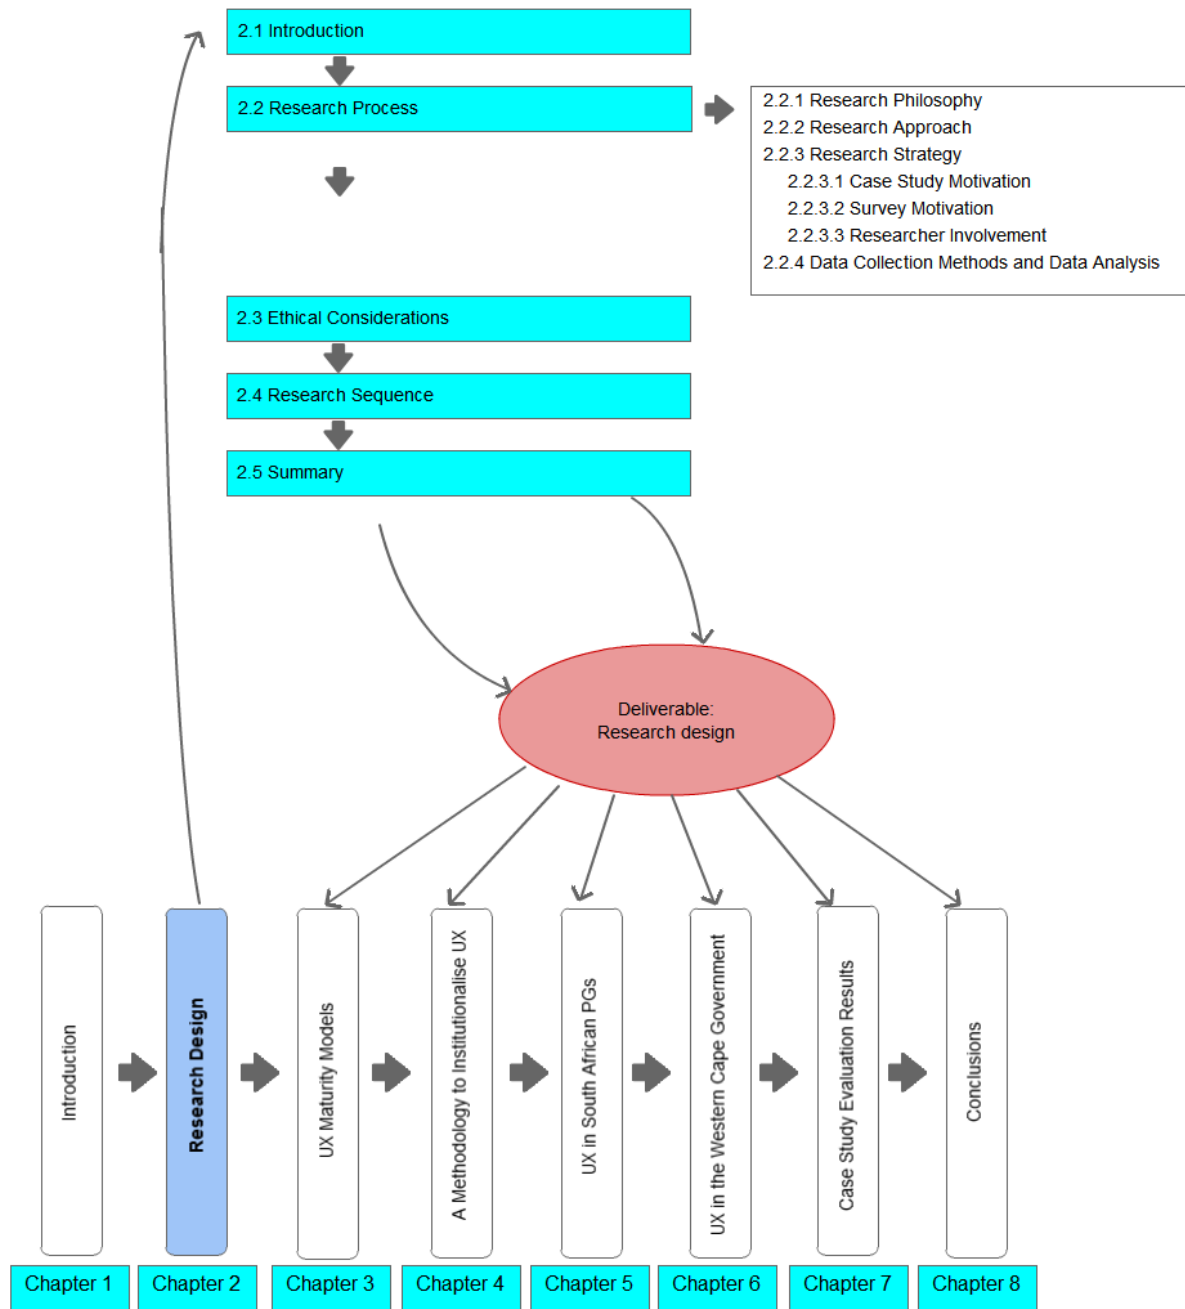 2.1 Introduction
2.2 Research Process
2.2.1 Research Philosophy
2.2.2 Research Approach
2.2.3 Research Strategy
2.2.3.1 Case Study Motivation
2.2.3.2 Survey Motivation
2.2.3.3 Researcher Involvement
2.2.4 Data Collection Methods and Data Analysis
2.3 Ethical Considerations
2.4 Research Sequence
2.5 Summary
Deliverable:
Research design
Introduction
Research Design
UX Maturity Models
A Methodology to Institutionalise UX
UX in South African PGs
UX in the Western Cape Government
Case Study Evaluation Results
Conclusions
Chapter 1
Chapter 2
Chapter 3
Chapter 4
Chapter 5
Chapter 6
Chapter 7
Chapter 8